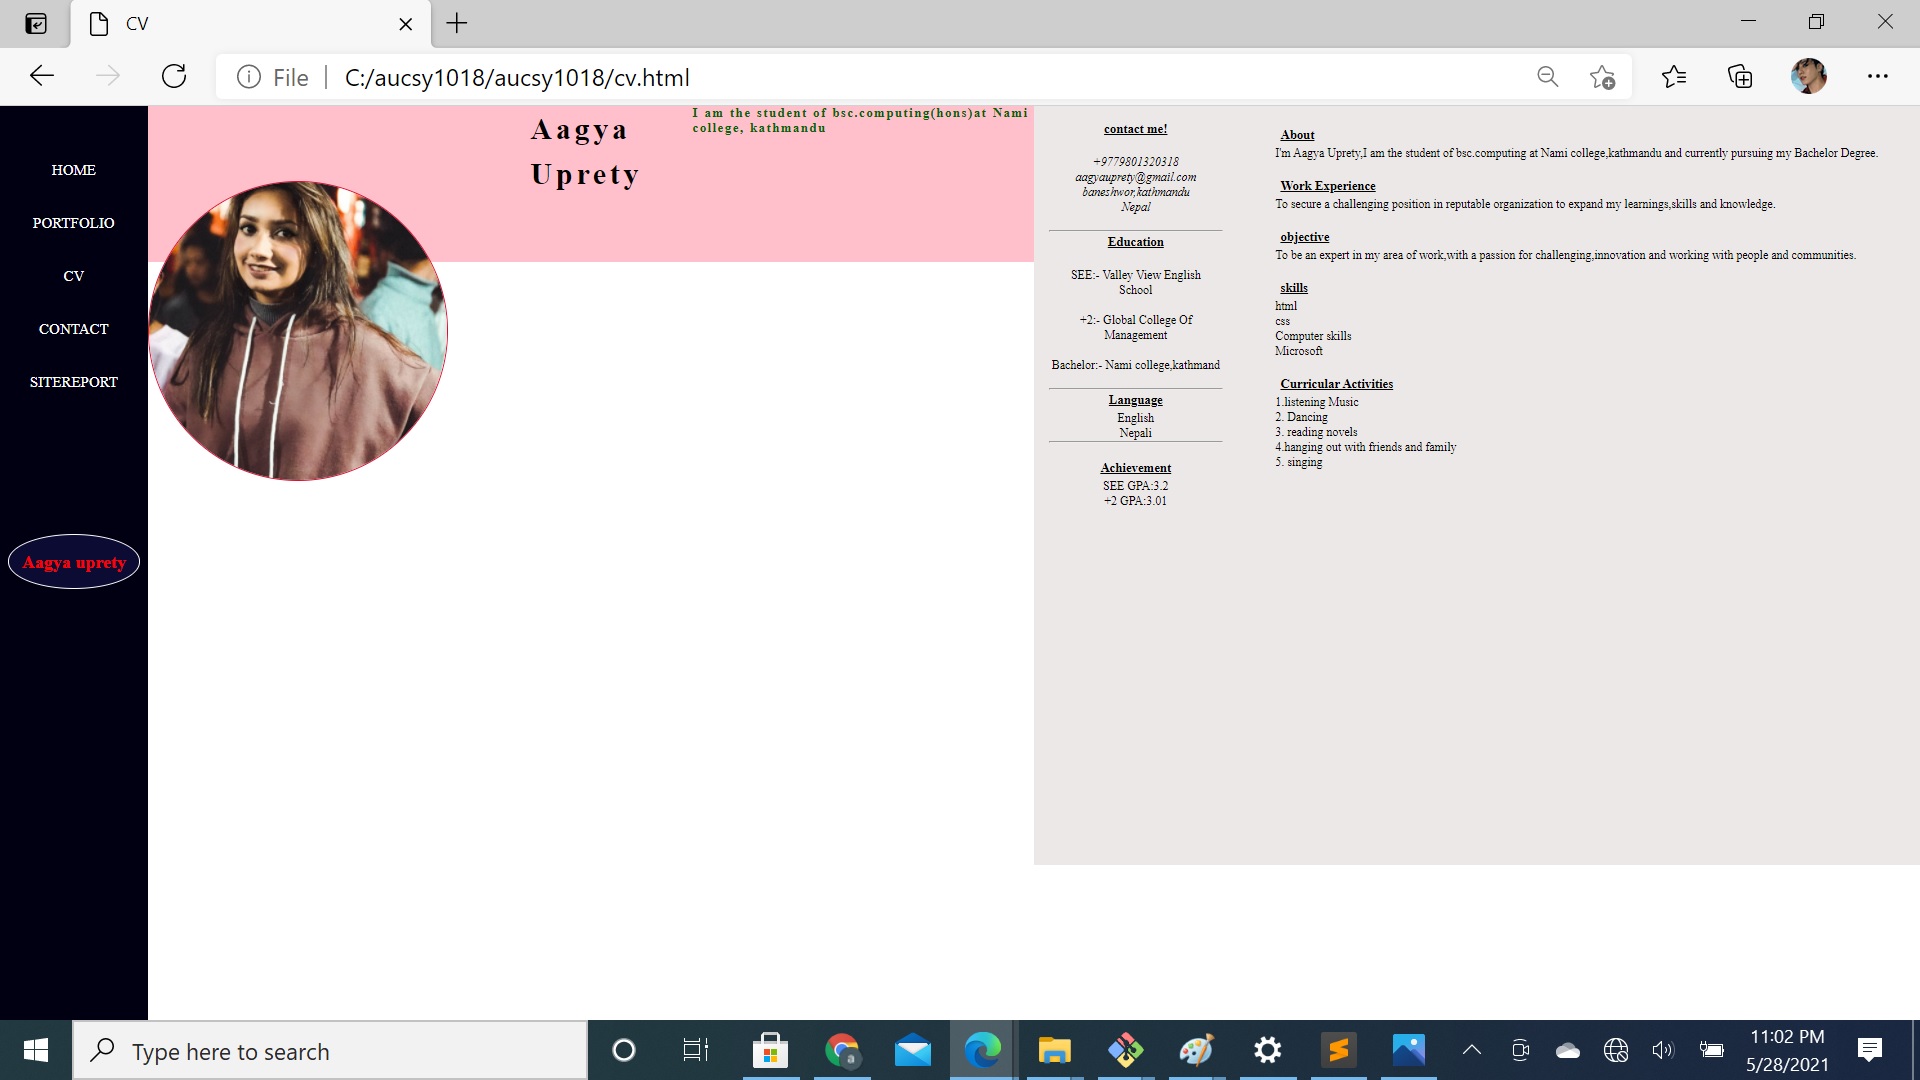 CV
File
C:/aucsy1018/aucsy1018/cv.html
HOME
PORTFOLIO
CV
CONTACT
SITEREPORT
Aagya uprety
Aagya
Uprety
I am the student of bsc.computing(hons)at Nami
college, kathmandu
contact me!
+9779801320318
aagyauprety@gmail.com
baneshwor,kathmandu
Nepal
Education
SEE:- Valley View English
School
+2:- Global College Of
Management
Bachelor:- Nami college,kathmand
Language
English
Nepali
Achievement
SEE GPA:3.2
+2 GPA:3.01
About
I'm Aagya Uprety,I am the student of bsc.computing at Nami college,kathmandu and currently pursuing my Bachelor Degree.
Work Experience
To secure a challenging position in reputable organization to expand my learnings,skills and knowledge.
objective
To be an expert in my area of work,with a passion for challenging,innovation and working with people and communities.
skills
html
css
Computer skills
Microsoft
Curricular Activities
1.listening Music
2. Dancing
3. reading novels
4.hanging out with friends and family
5. singing
Type here to search
11:02 PM
5/28/2021